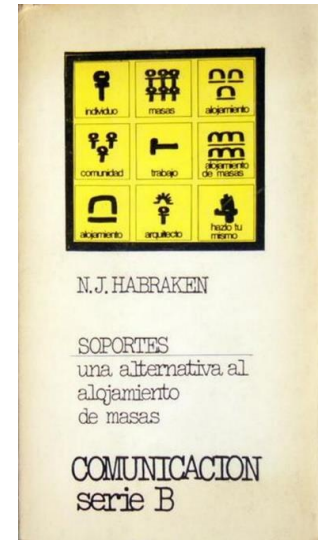 individuo
masas
alojamiento
comunidad
trabajo
alojamiento
de masas
alojamiento
arquitecto
hazlo tu
mismo
N.J. HABRAKEN
SOPORTES
una alternativa al
alojamiento
de masas
COMUNICACION
serie B